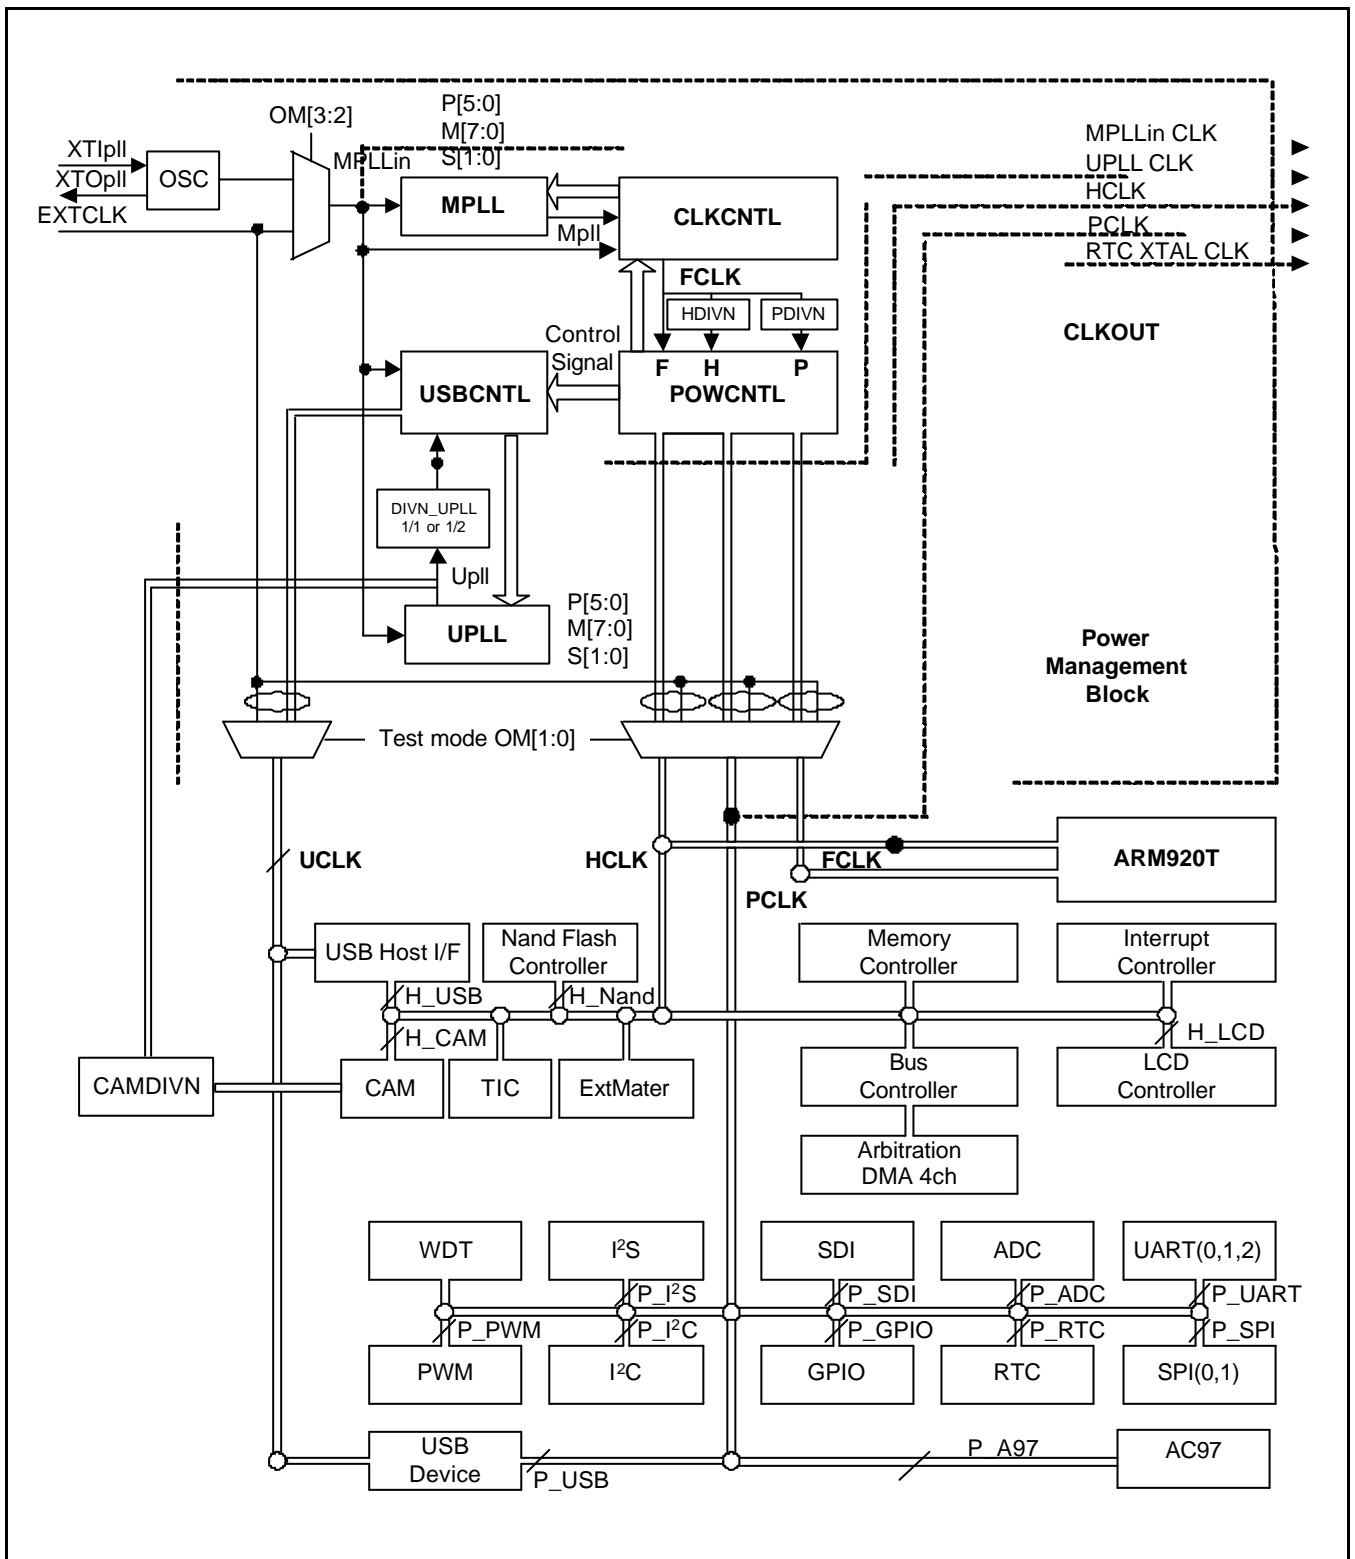 OM[3:2]
P[5:0]
M[7:0]
S[1:0]
XTIpll
XTOpll
EXTCLK
OSC
MPLLin
MPLL
Mpll
CLKCNTL
FCLK
HDIVN
PDIVN
MPLLin CLK
UPLL CLK
HCLK
PCLK
RTC XTAL CLK
CLKOUT
Control
Signal
F H P
POWCNTL
USBCNTL
DIVN_UPLL
1/1 or 1/2
Upll
UPLL
P[5:0]
M[7:0]
S[1:0]
Power
Management
Block
Test mode OM[1:0]
UCLK
HCLK
FCLK
PCLK
ARM920T
USB Host I/F
Nand Flash
Controller
Memory
Controller
Interrupt
Controller
H_USB
H_Nand
H_CAM
H_LCD
CAMDIVN
CAM
TIC
ExtMater
Bus
Controller
LCD
Controller
Arbitration
DMA 4ch
WDT
I²S
SDI
ADC
UART(0,1,2)
P_I²S
P_SDI
P_ADC
P_UART
P_PWM
P_I²C
P_GPIO
P_RTC
P_SPI
PWM
I²C
GPIO
RTC
SPI(0,1)
USB
Device
P_USB
P_A97
AC97